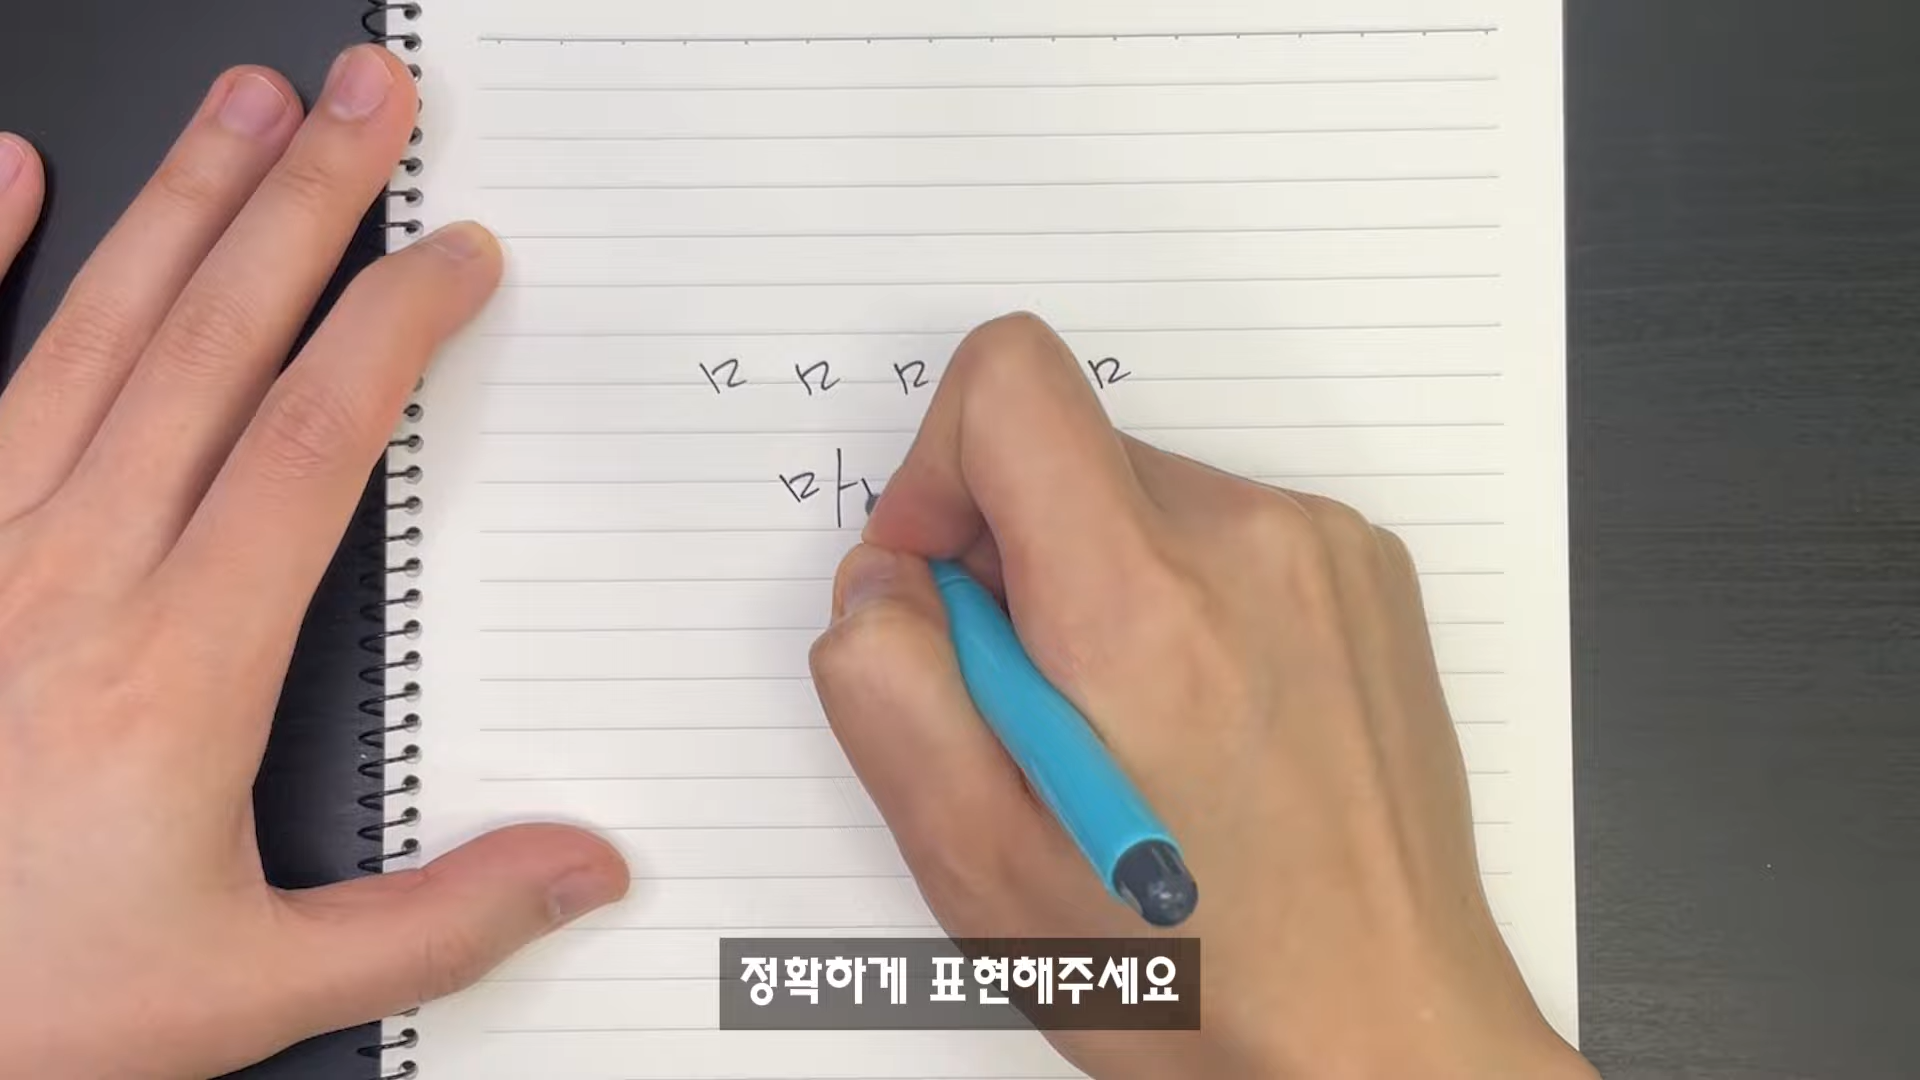 ㅁ ㅁ ㅁ ㅁ
마
정확하게 표현해주세요